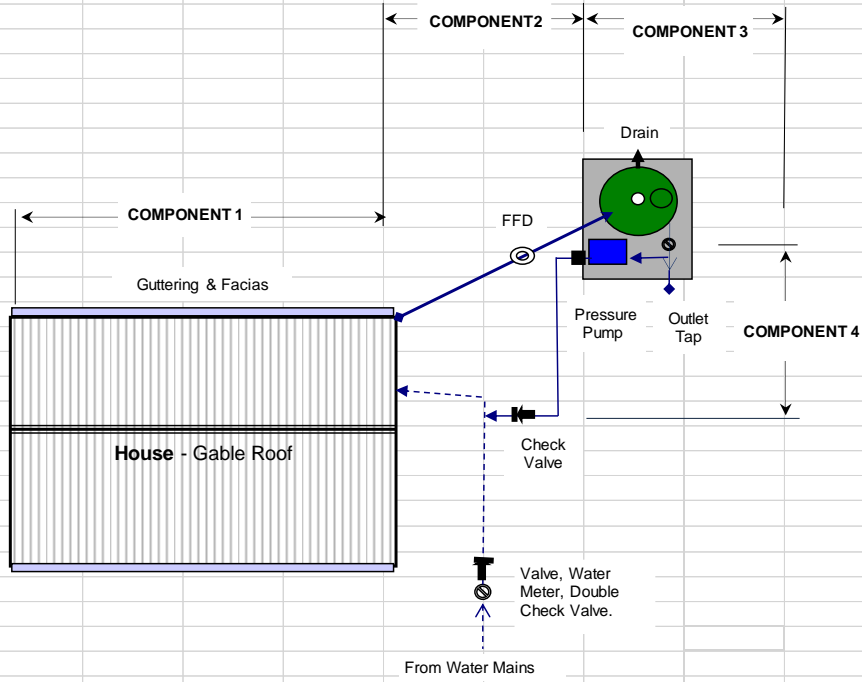 COMPONENT2
COMPONENT 3
Drain
COMPONENT 1
FFD
Guttering & Facias
Pressure
Pump
Outlet
Tap
COMPONENT 4
House - Gable Roof
Check
Valve
Valve, Water
Meter, Double
Check Valve.
From Water Mains